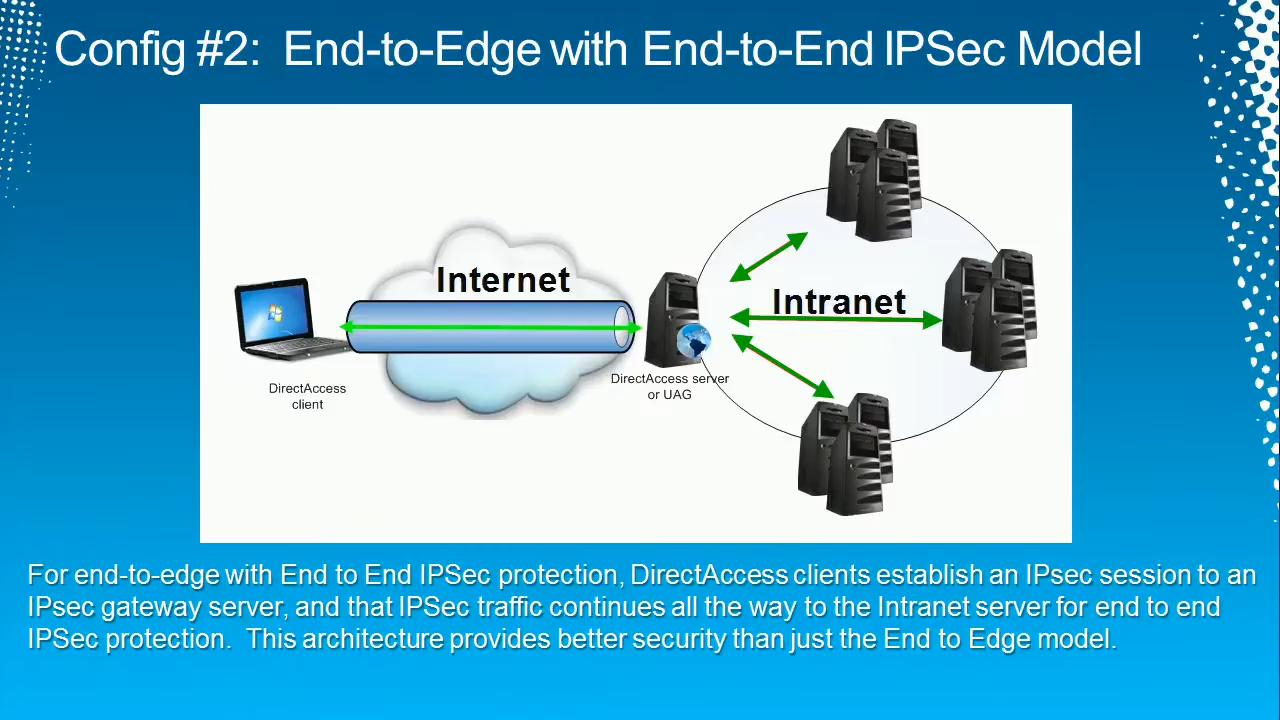 Config #2:  End-to-Edge with End-to-End IPSec Model
Internet
Intranet
DirectAccess
client
DirectAccess server
or UAG
For end-to-edge with End to End IPSec protection, DirectAccess clients establish an IPsec session to an
IPsec gateway server, and that IPSec traffic continues all the way to the Intranet server for end to end
IPSec protection.  This architecture provides better security than just the End to Edge model.